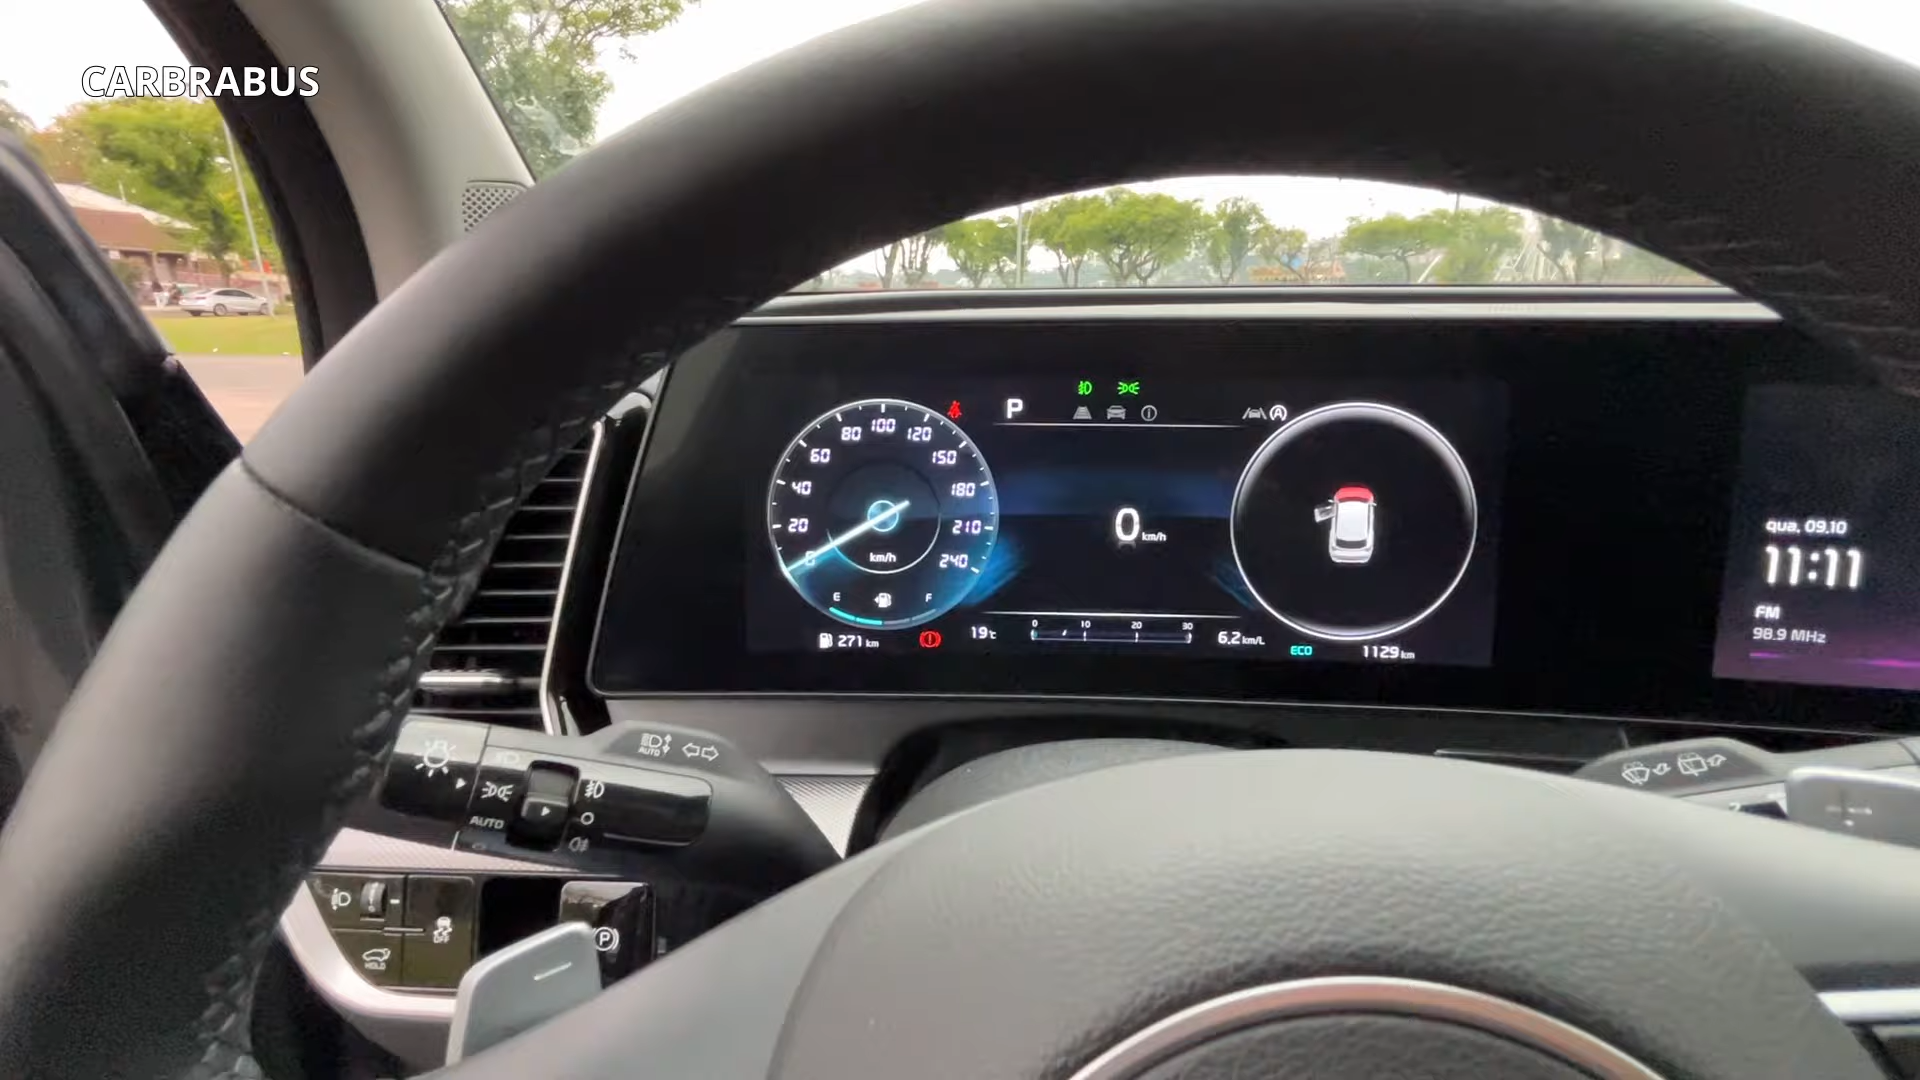 CARBRABUS
0
20
40
60
80
100
120
150
180
210
240
km/h
E
F
271 km
P
A
0 km/h
19°c
0 10 20 30
6.2 km/L
ECO
1129 km
qua, 09.10
11:11
FM
98.9 MHz
AUTO
AUTO
OFF
HOLD
P